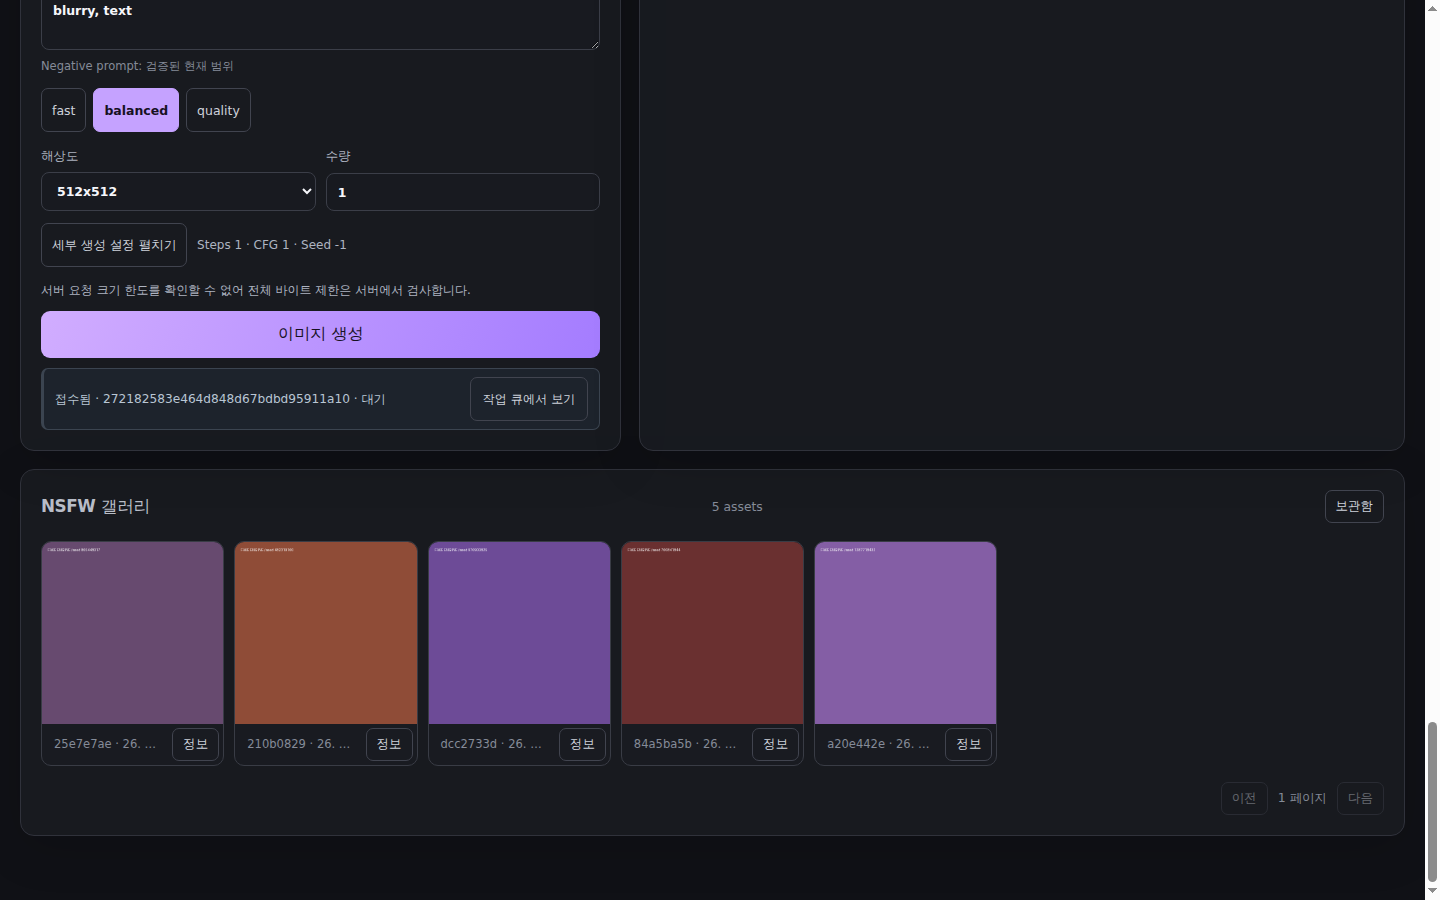 blurry, text
Negative prompt: 검증된 현재 범위
fast
balanced
quality
해상도
수량
512x512
1
세부 생성 설정 펼치기
Steps 1 · CFG 1 · Seed -1
서버 요청 크기 한도를 확인할 수 없어 전체 바이트 제한은 서버에서 검사합니다.
이미지 생성
접수됨 · 272182583e464d848d67bdbd95911a10 · 대기
작업 큐에서 보기
NSFW 갤러리
5 assets
보관함
25e7e7ae · 26. ...
정보
210b0829 · 26. ...
정보
dcc2733d · 26. ...
정보
84a5ba5b · 26. ...
정보
a20e442e · 26. ...
정보
이전
1 페이지
다음